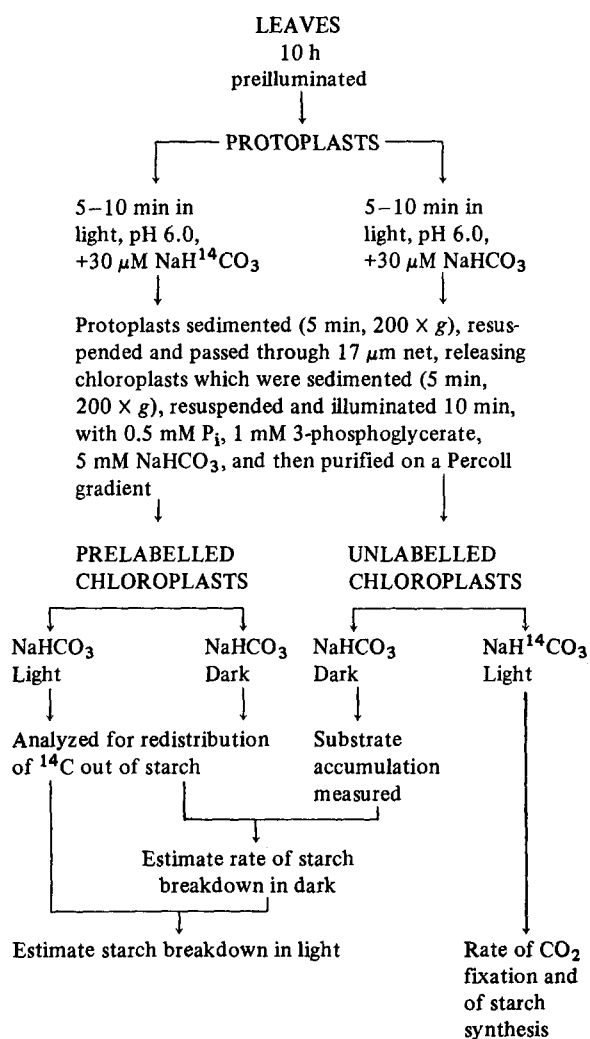 LEAVES
10 h
preilluminated
PROTOPLASTS
5–10 min in
light, pH 6.0,
+30 μM NaH¹⁴CO₃
5–10 min in
light, pH 6.0,
+30 μM NaHCO₃
Protoplasts sedimented (5 min, 200 × g), resus-
pended and passed through 17 μm net, releasing
chloroplasts which were sedimented (5 min,
200 × g), resuspended and illuminated 10 min,
with 0.5 mM Pᵢ, 1 mM 3-phosphoglycerate,
5 mM NaHCO₃, and then purified on a Percoll
gradient
PRELABELLED
CHLOROPLASTS
UNLABELLED
CHLOROPLASTS
NaHCO₃
Light
NaHCO₃
Dark
NaHCO₃
Dark
NaH¹⁴CO₃
Light
Analyzed for redistribution
of ¹⁴C out of starch
Substrate
accumulation
measured
Estimate rate of starch
breakdown in dark
Estimate starch breakdown in light
Rate of CO₂
fixation and
of starch
synthesis